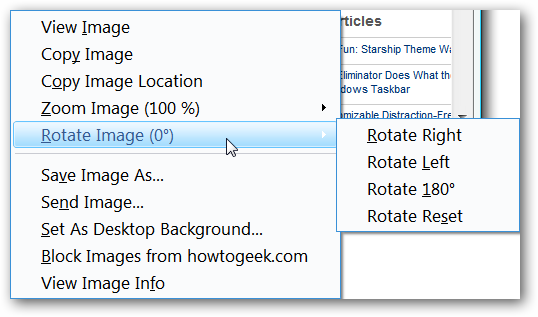 View Image
Copy Image
Copy Image Location
Zoom Image (100 %)
Rotate Image (0°)
Save Image As...
Send Image...
Set As Desktop Background...
Block Images from howtogeek.com
View Image Info
Rotate Right
Rotate Left
Rotate 180°
Rotate Reset
rticles
Fun: Starship Theme Wa
Eliminator Does What the
dows Taskbar
mizable Distraction-Fre